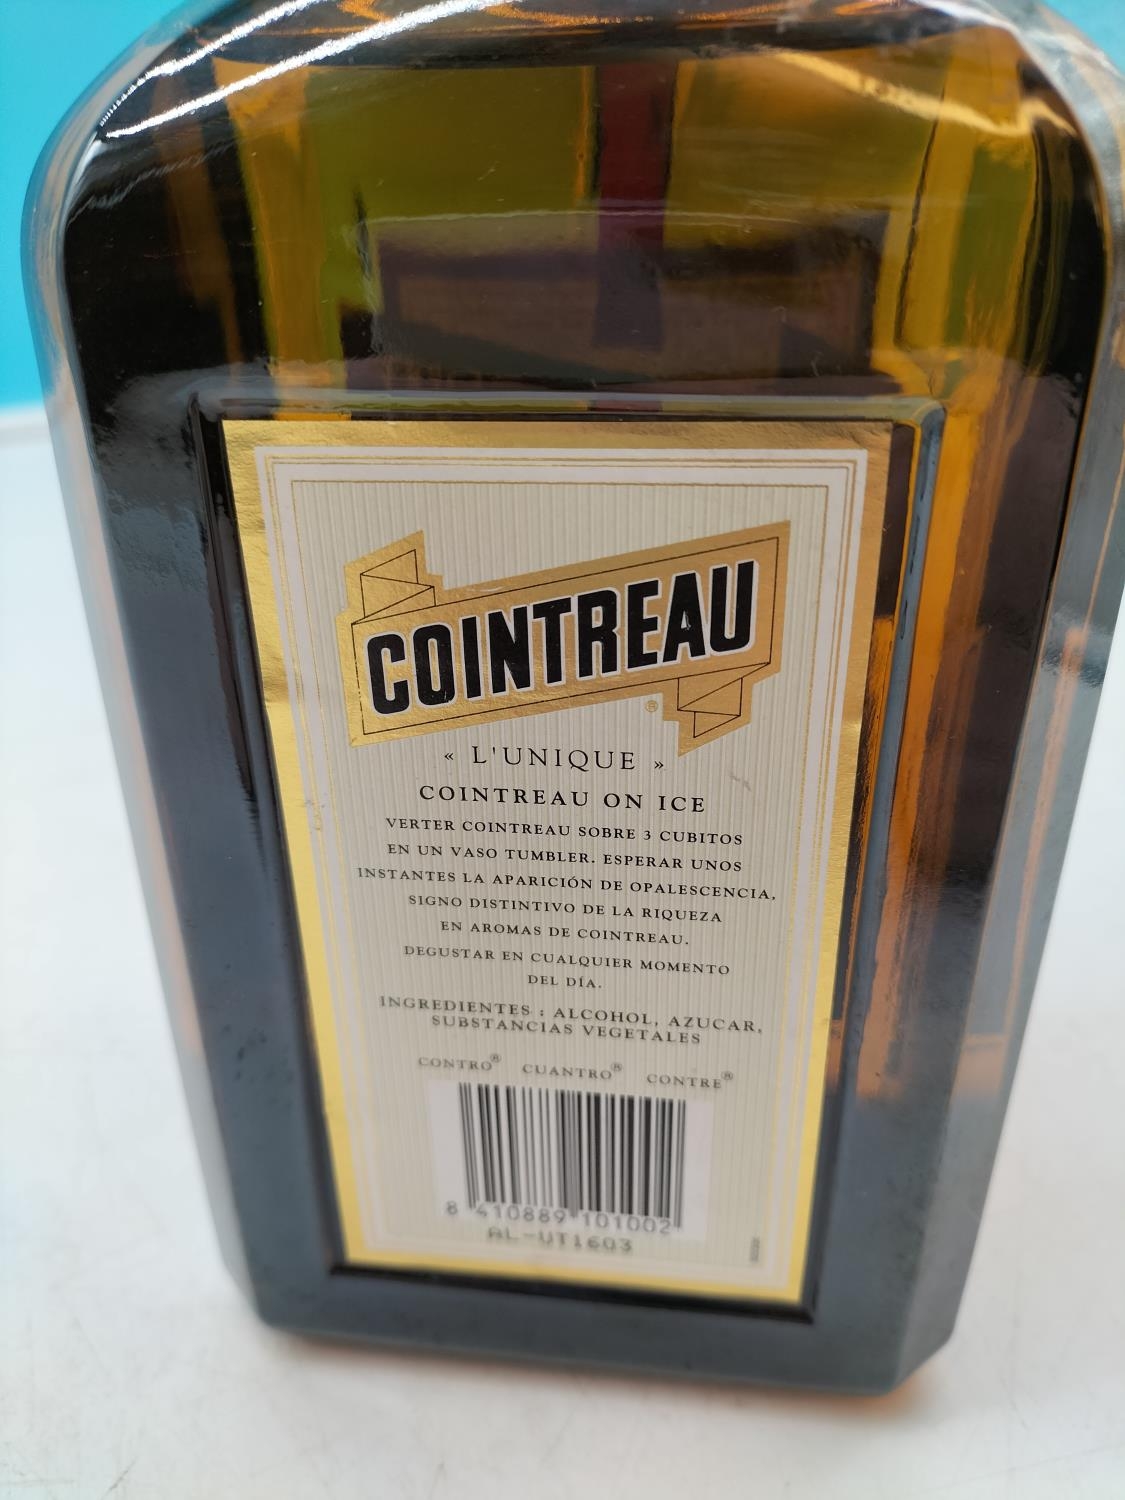 COINTREAU
®
« L'UNIQUE »
COINTREAU ON ICE
VERTER COINTREAU SOBRE 3 CUBITOS
EN UN VASO TUMBLER. ESPERAR UNOS
INSTANTES LA APARICIÓN DE OPALESCENCIA,
SIGNO DISTINTIVO DE LA RIQUEZA
EN AROMAS DE COINTREAU.
DEGUSTAR EN CUALQUIER MOMENTO
DEL DÍA.
INGREDIENTES : ALCOHOL, AZUCAR,
SUBSTANCIAS VEGETALES
CONTRO® CUANTRO® CONTRE®
8 410889 101002
AL-UT1603